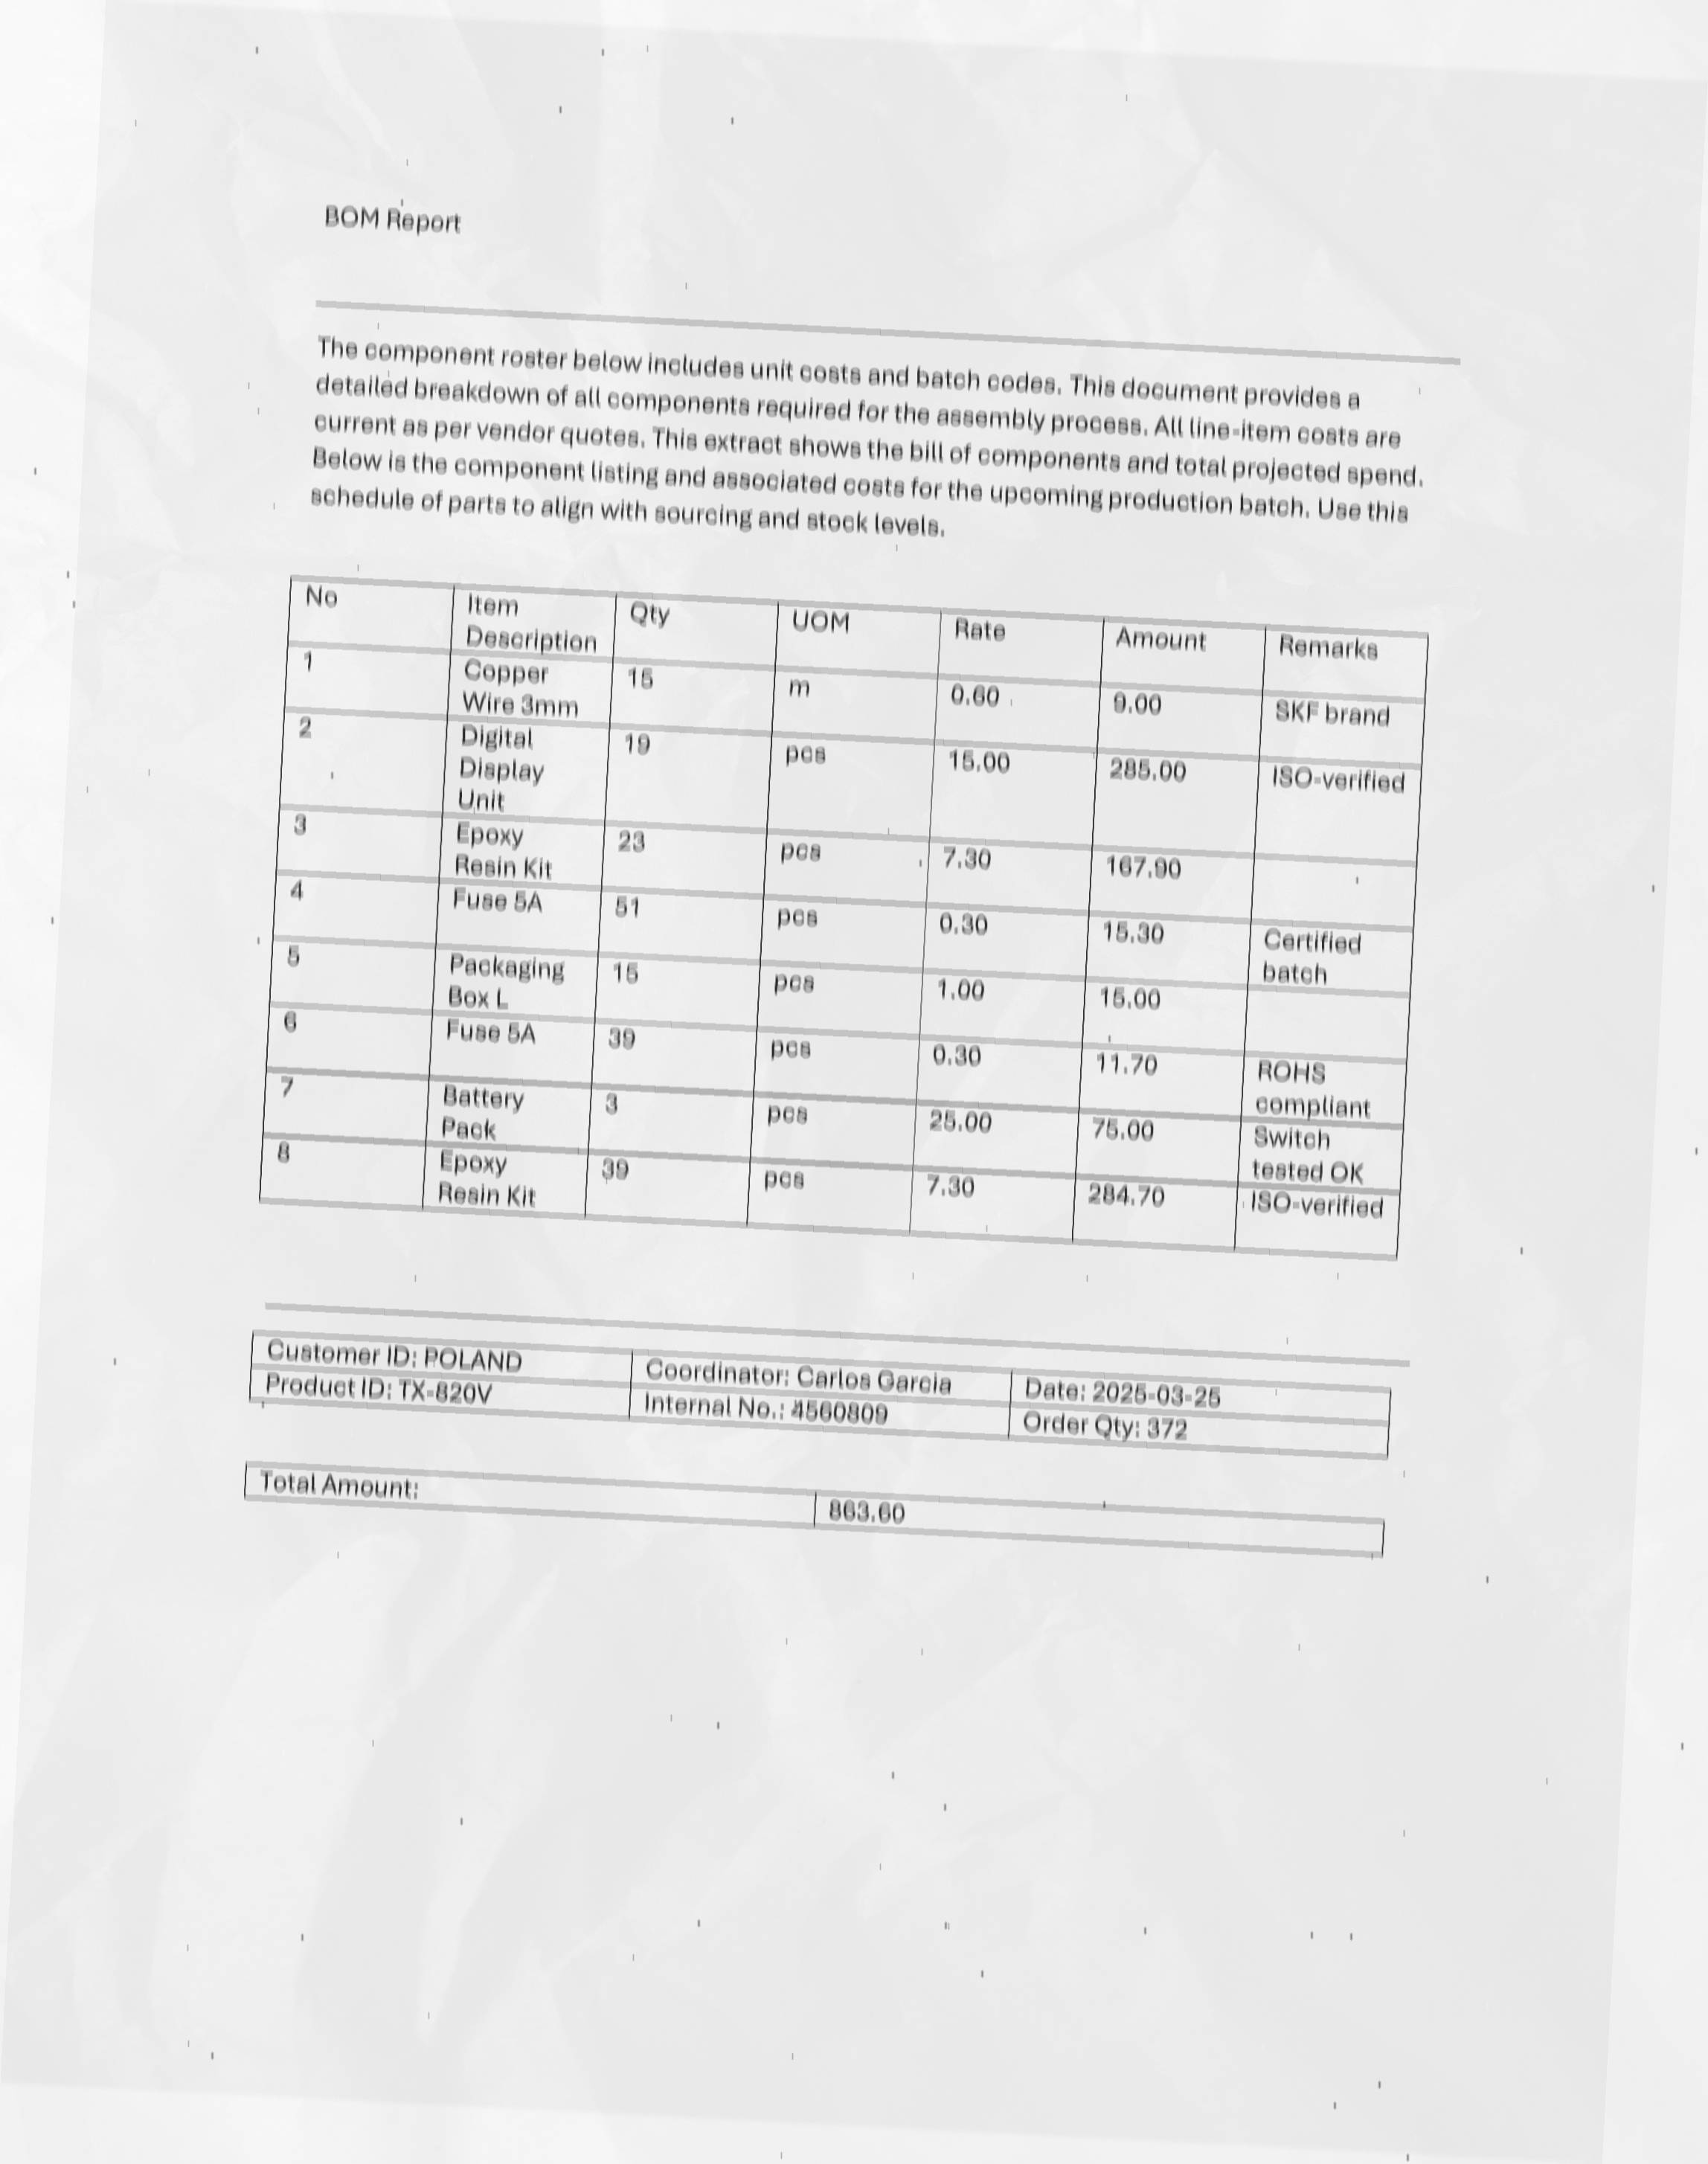 BOM Report
The component roster below includes unit costs and batch codes. This document provides a
detailed breakdown of all components required for the assembly process. All line-item costs are
current as per vendor quotes. This extract shows the bill of components and total projected spend.
Below is the component listing and associated costs for the upcoming production batch. Use this
schedule of parts to align with sourcing and stock levels.
No Item Description Qty UOM Rate Amount Remarks
1 Copper Wire 3mm 15 m 0.60 9.00 SKF brand
2 Digital Display Unit 19 pcs 15.00 285.00 ISO-verified
3 Epoxy Resin Kit 23 pcs 7.30 167.90
4 Fuse 5A 51 pcs 0.30 15.30 Certified batch
5 Packaging Box L 15 pcs 1.00 15.00
6 Fuse 5A 39 pcs 0.30 11.70 ROHS compliant
7 Battery Pack 3 pcs 25.00 75.00 Switch tested OK
8 Epoxy Resin Kit 39 pcs 7.30 284.70 ISO-verified
Customer ID: POLAND Coordinator: Carlos Garcia Date: 2025-03-25
Product ID: TX-820V Internal No.: 4560809 Order Qty: 372
Total Amount: 863.60